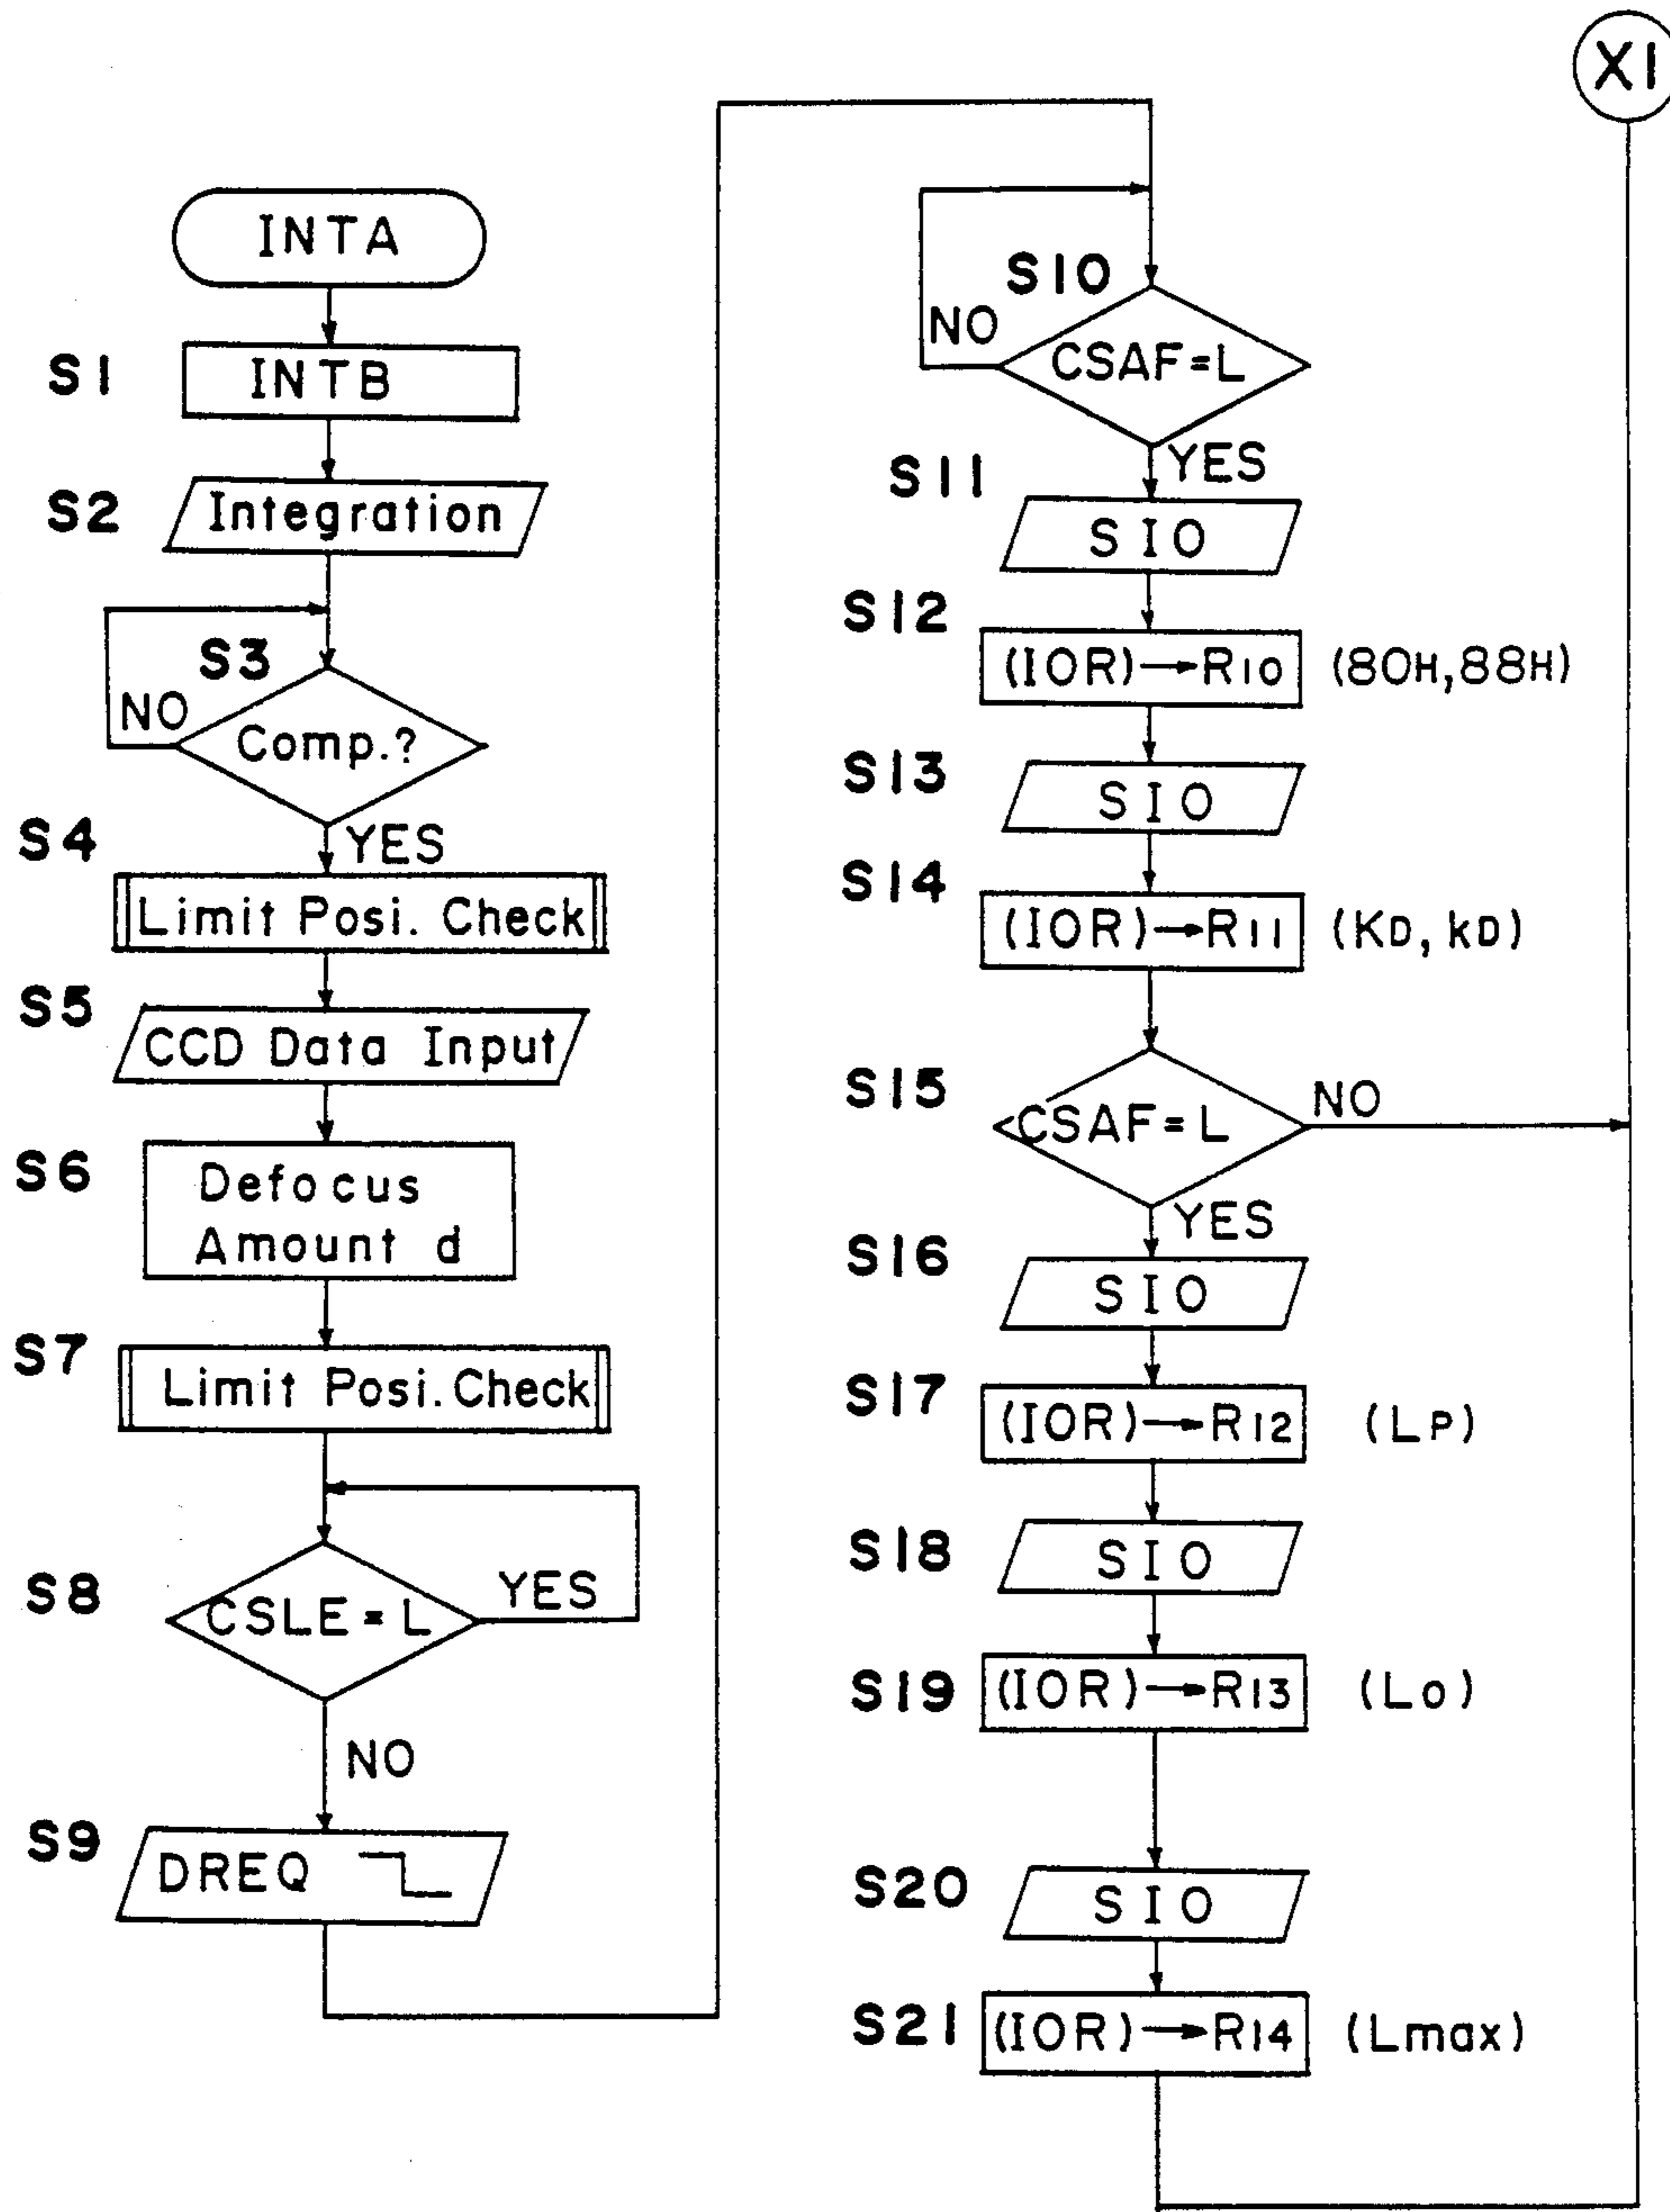 INTA
S1
INTB
S2
Integration
S3
NO
Comp.?
YES
S4
Limit Posi. Check
S5
CCD Data Input
S6
Defocus
Amount d
S7
Limit Posi. Check
S8
CSLE = L
YES
NO
S9
DREQ
X1
S10
NO
CSAF=L
YES
S11
SIO
S12
(IOR)→R10 (80H,88H)
S13
SIO
S14
(IOR)→R11 (KD, kD)
S15
CSAF=L
NO
YES
S16
SIO
S17
(IOR)→R12 (LP)
S18
SIO
S19
(IOR)→R13 (Lo)
S20
SIO
S21
(IOR)→R14 (Lmax)